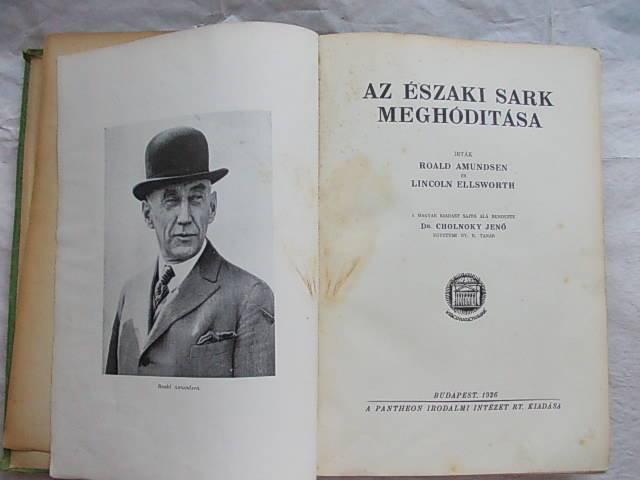 Roald Amundsen.
AZ ÉSZAKI SARK
MEGHÓDITÁSA
IRTÁK
ROALD AMUNDSEN
ÉS
LINCOLN ELLSWORTH
A MAGYAR KIADÁST SAJTÓ ALÁ RENDEZTE
DR. CHOLNOKY JENŐ
EGYETEMI NY. R. TANÁR
BUDAPEST, 1926
A PANTHEON IRODALMI INTÉZET RT. KIADÁSA